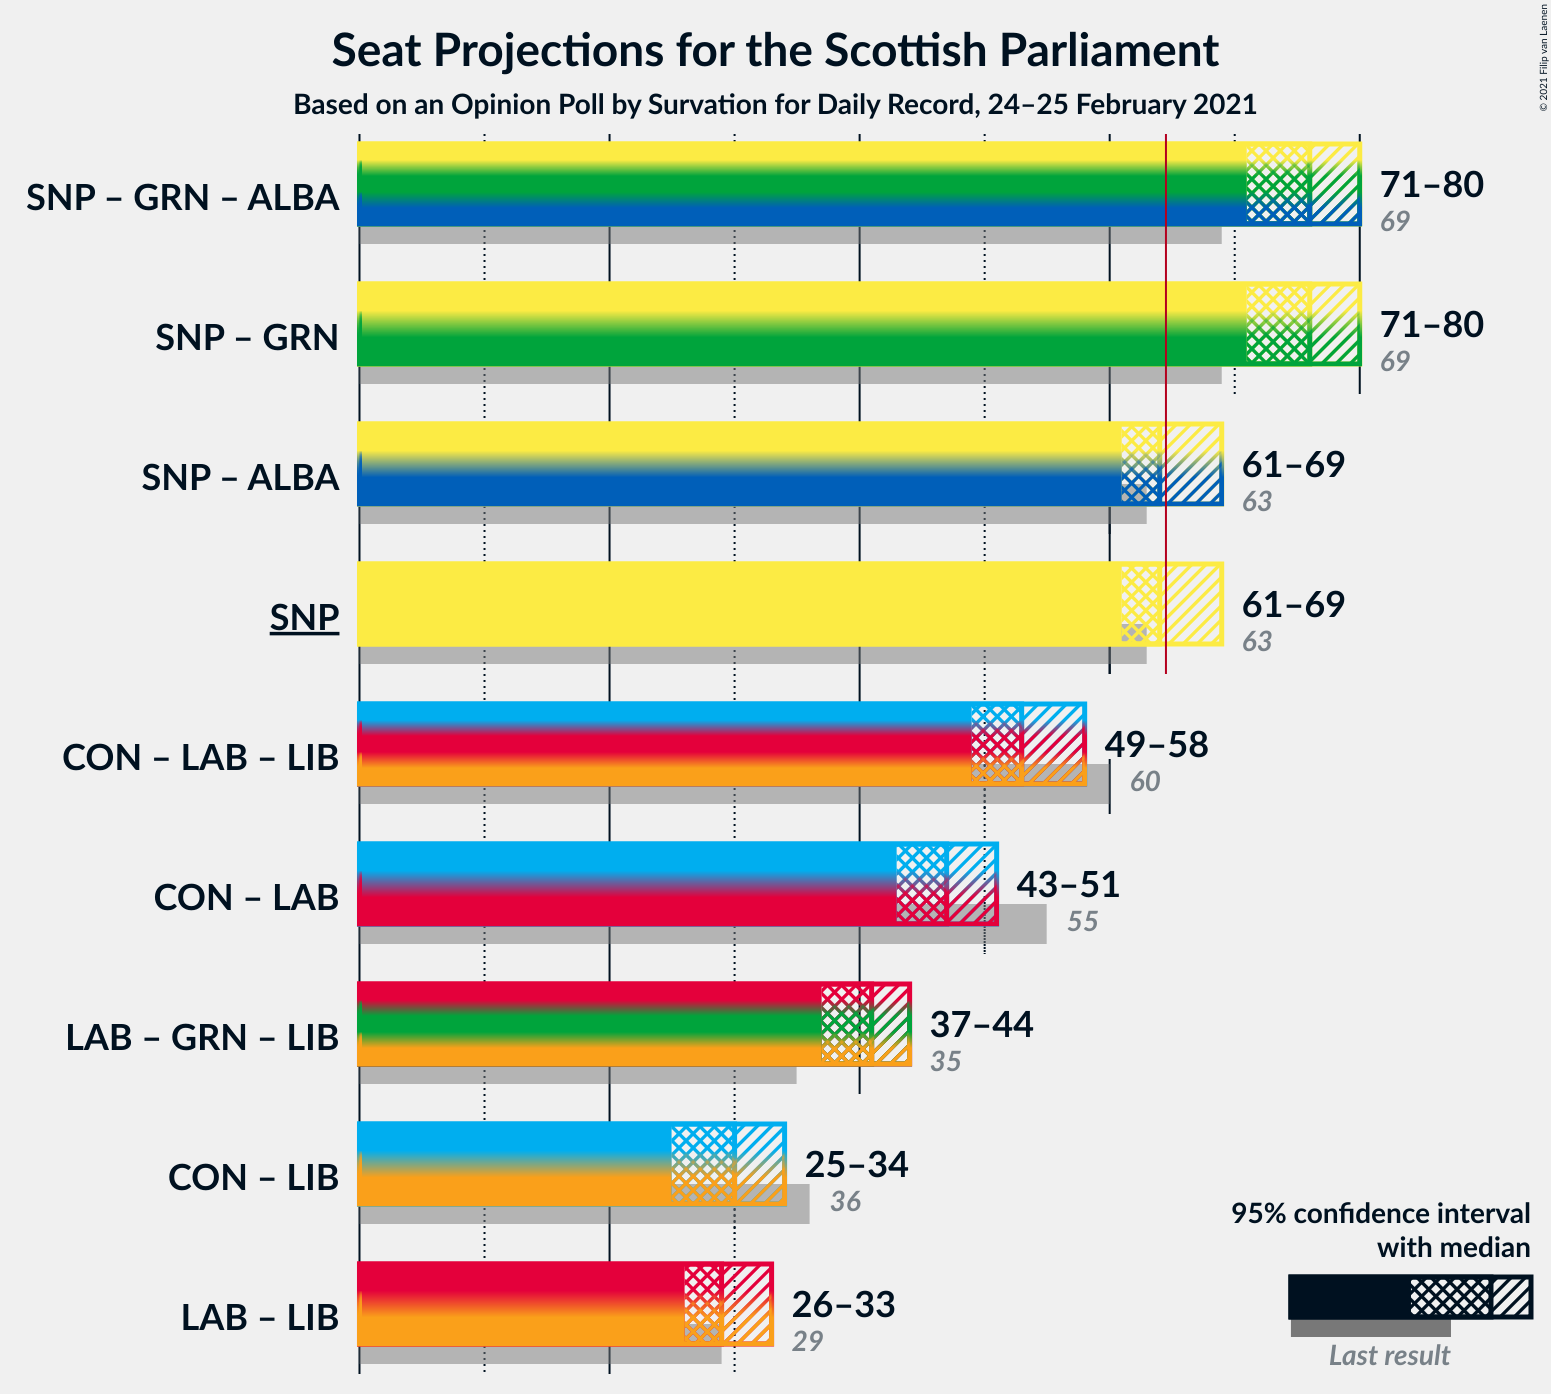 Seat Projections for the Scottish Parliament
Based on an Opinion Poll by Survation for Daily Record, 24–25 February 2021
© 2021 Filip van Laenen
SNP – GRN – ALBA
71–80
69
SNP – GRN
71–80
69
SNP – ALBA
61–69
63
SNP
61–69
63
CON – LAB – LIB
49–58
60
CON – LAB
43–51
55
LAB – GRN – LIB
37–44
35
CON – LIB
25–34
36
LAB – LIB
26–33
29
95% confidence interval
with median
Last result